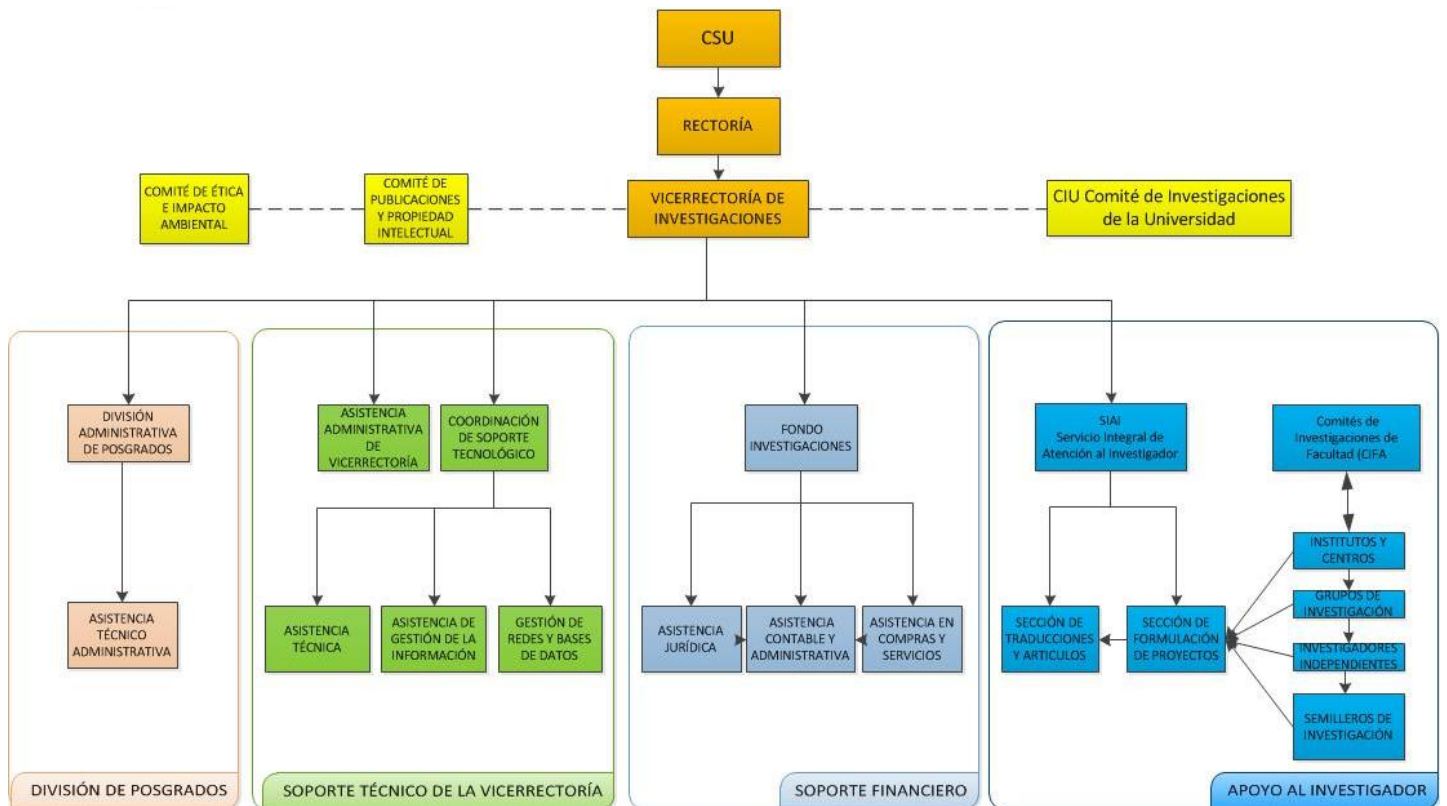 CSU
RECTORÍA
COMITÉ DE ÉTICA
E IMPACTO
AMBIENTAL
COMITÉ DE
PUBLICACIONES
Y PROPIEDAD
INTELECTUAL
VICERRECTORÍA DE
INVESTIGACIONES
CIU Comité de Investigaciones
de la Universidad
DIVISIÓN
ADMINISTRATIVA
DE POSGRADOS
ASISTENCIA
TÉCNICO
ADMINISTRATIVA
DIVISIÓN DE POSGRADOS
ASISTENCIA
ADMINISTRATIVA
DE
VICERRECTORÍA
COORDINACIÓN
DE SOPORTE
TECNOLÓGICO
ASISTENCIA
TÉCNICA
ASISTENCIA DE
GESTIÓN DE LA
INFORMACIÓN
GESTIÓN DE
REDES Y BASES
DE DATOS
SOPORTE TÉCNICO DE LA VICERRECTORÍA
FONDO
INVESTIGACIONES
ASISTENCIA
JURÍDICA
ASISTENCIA
CONTABLE Y
ADMINISTRATIVA
ASISTENCIA EN
COMPRAS Y
SERVICIOS
SOPORTE FINANCIERO
SIAI
Servicio Integral de
Atención al Investigador
Comités de
Investigaciones de
Facultad (CIFA
INSTITUTOS Y
CENTROS
GRUPOS DE
INVESTIGACIÓN
INVESTIGADORES
INDEPENDIENTES
SEMILLEROS DE
INVESTIGACIÓN
SECCIÓN DE
TRADUCCIONES
Y ARTICULOS
SECCIÓN DE
FORMULACIÓN
DE PROYECTOS
APOYO AL INVESTIGADOR